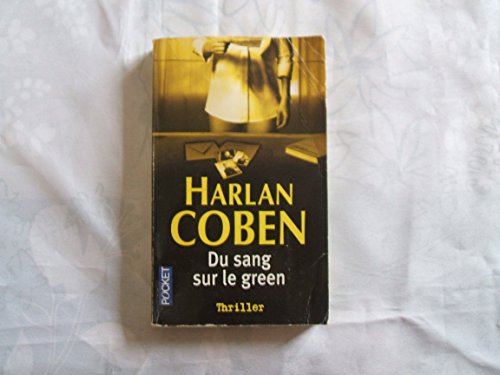 HARLAN
COBEN
Du sang
sur le green
POCKET
Thriller